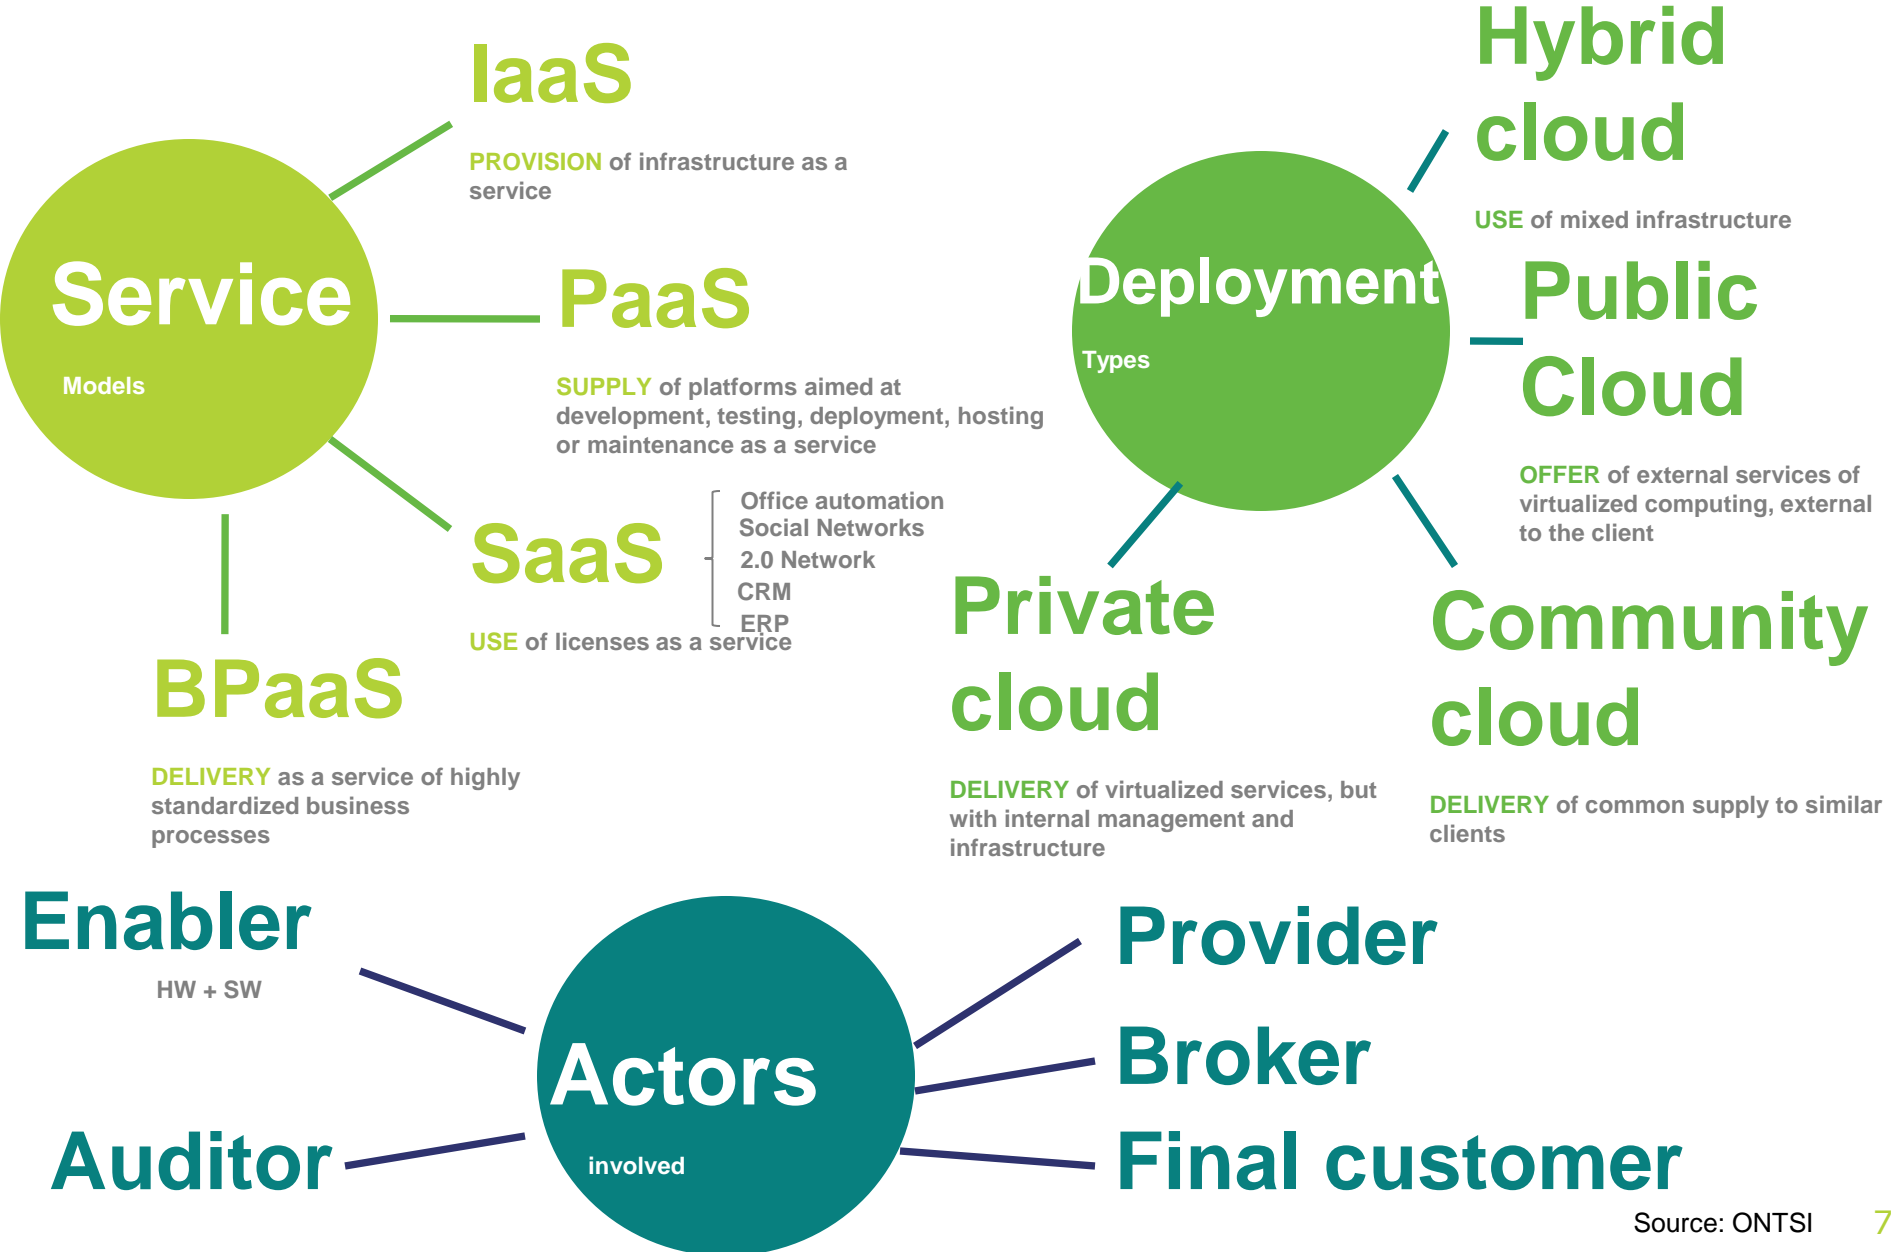 Service
Models
IaaS
PROVISION of infrastructure as a
service
PaaS
SUPPLY of platforms aimed at
development, testing, deployment, hosting
or maintenance as a service
SaaS
Office automation
Social Networks
2.0 Network
CRM
ERP
USE of licenses as a service
BPaaS
DELIVERY as a service of highly
standardized business
processes
Deployment
Types
Hybrid
cloud
USE of mixed infrastructure
Public
Cloud
OFFER of external services of
virtualized computing, external
to the client
Private
cloud
DELIVERY of virtualized services, but
with internal management and
infrastructure
Community
cloud
DELIVERY of common supply to similar
clients
Actors
involved
Enabler
HW + SW
Auditor
Provider
Broker
Final customer
Source: ONTSI
7